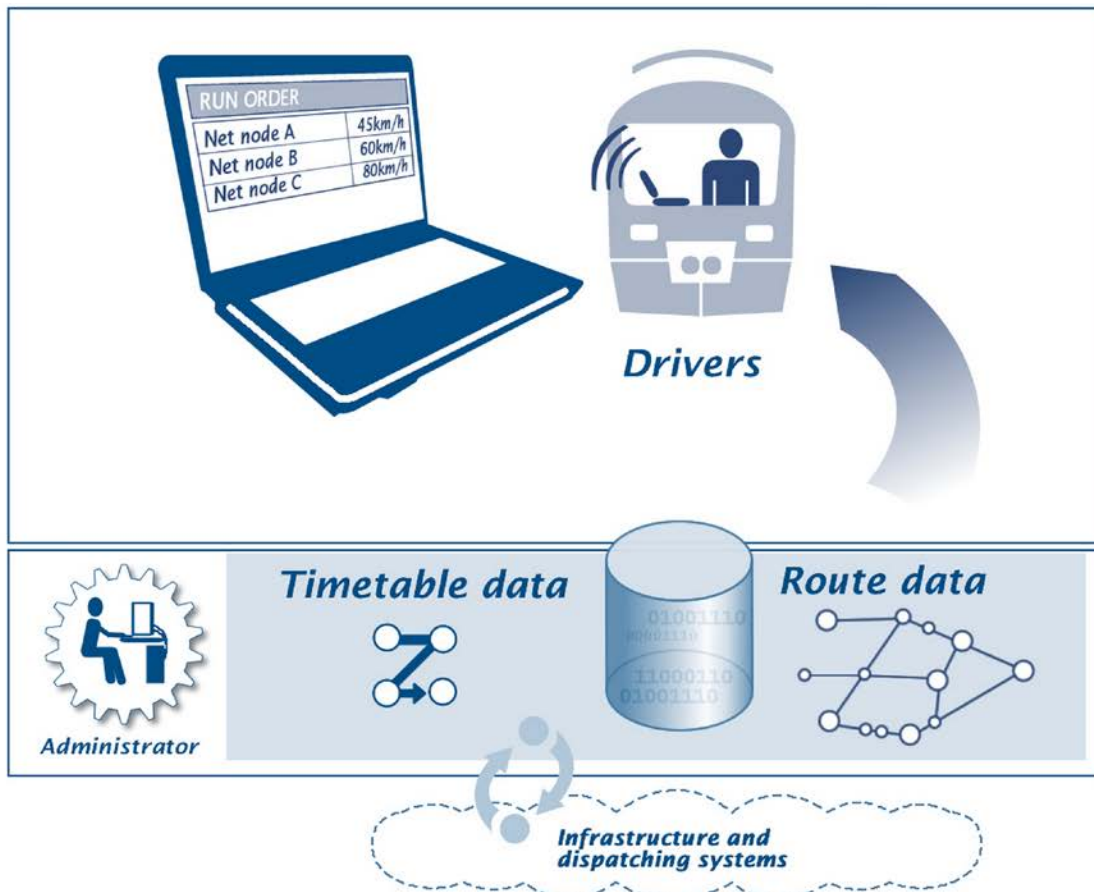 RUN ORDER
Net node A 45km/h
Net node B 60km/h
Net node C 80km/h
Drivers
Timetable data
Route data
01001110
00001110
11000110
01001110
Administrator
Infrastructure and
dispatching systems